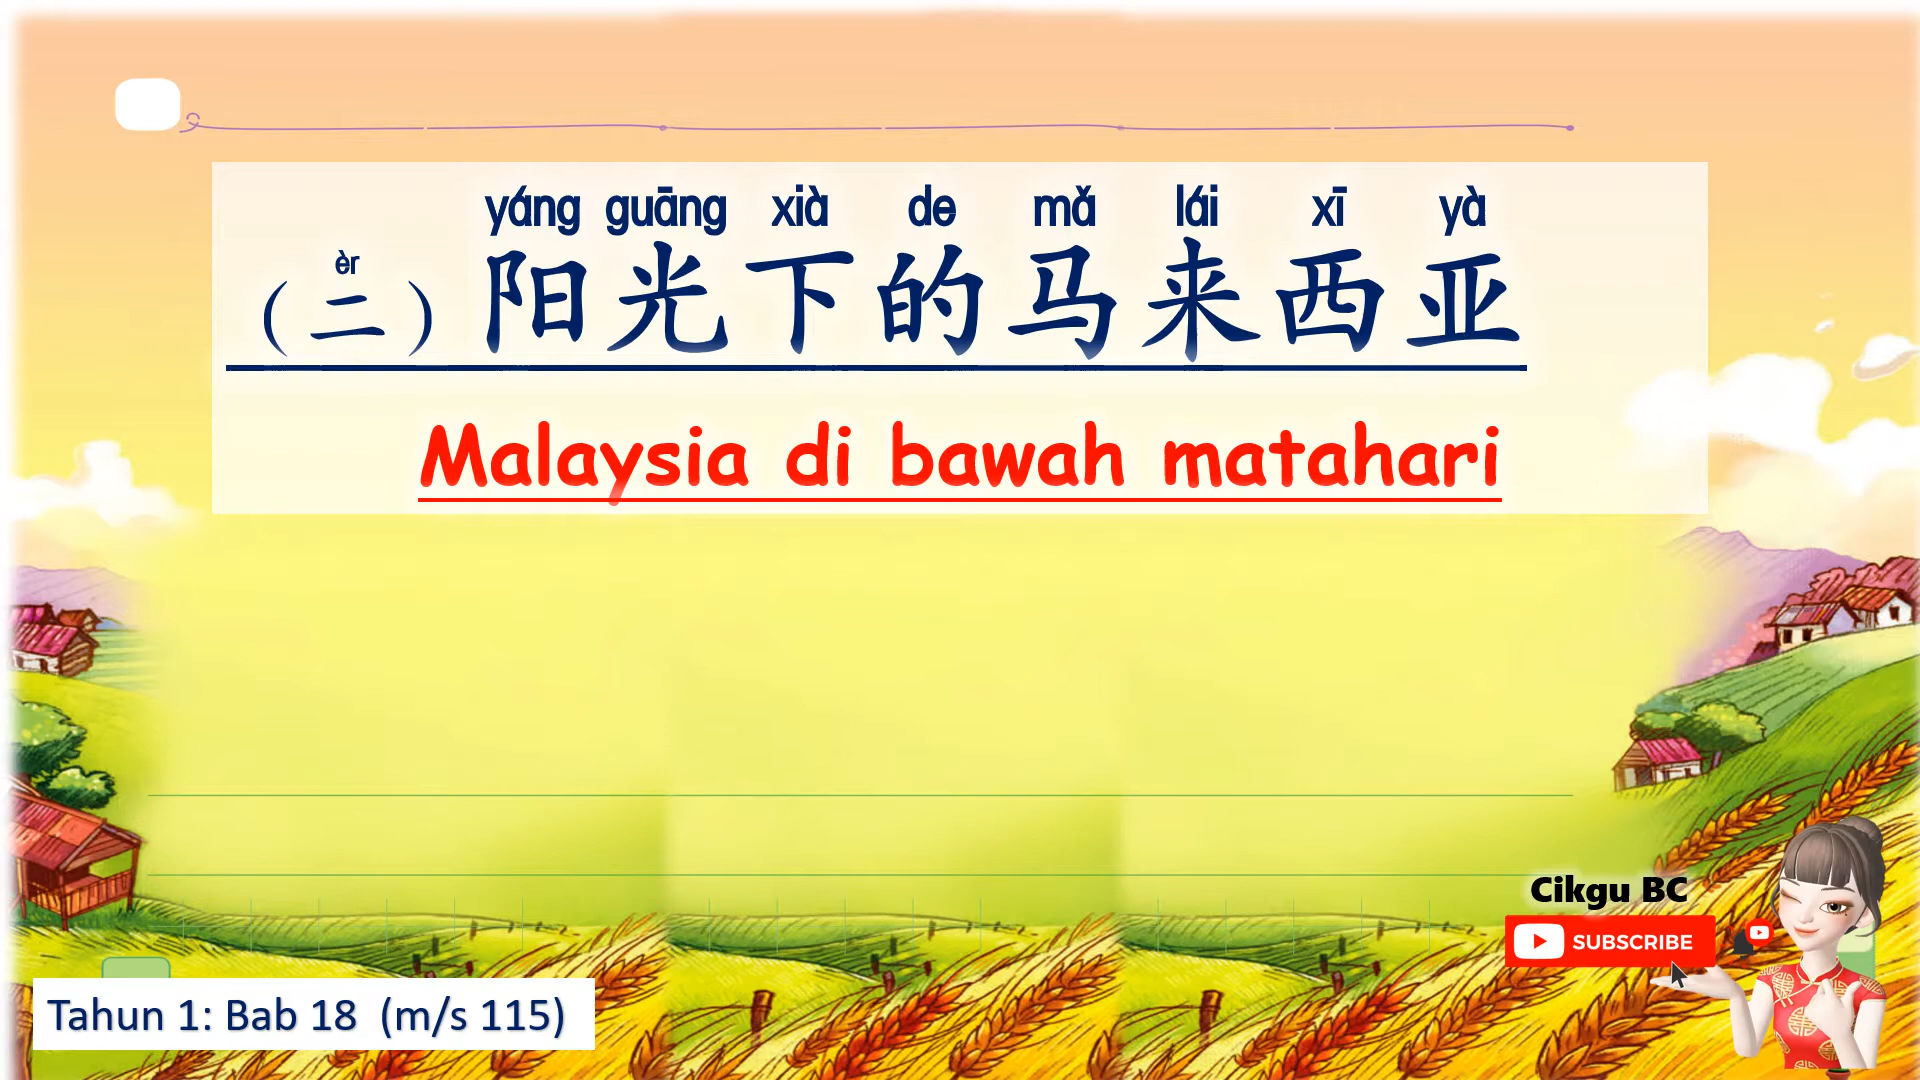 yáng guāng xià de mǎ lái xī yà
èr
（二）阳光下的马来西亚
Malaysia di bawah matahari
Cikgu BC
SUBSCRIBE
Tahun 1: Bab 18 (m/s 115)